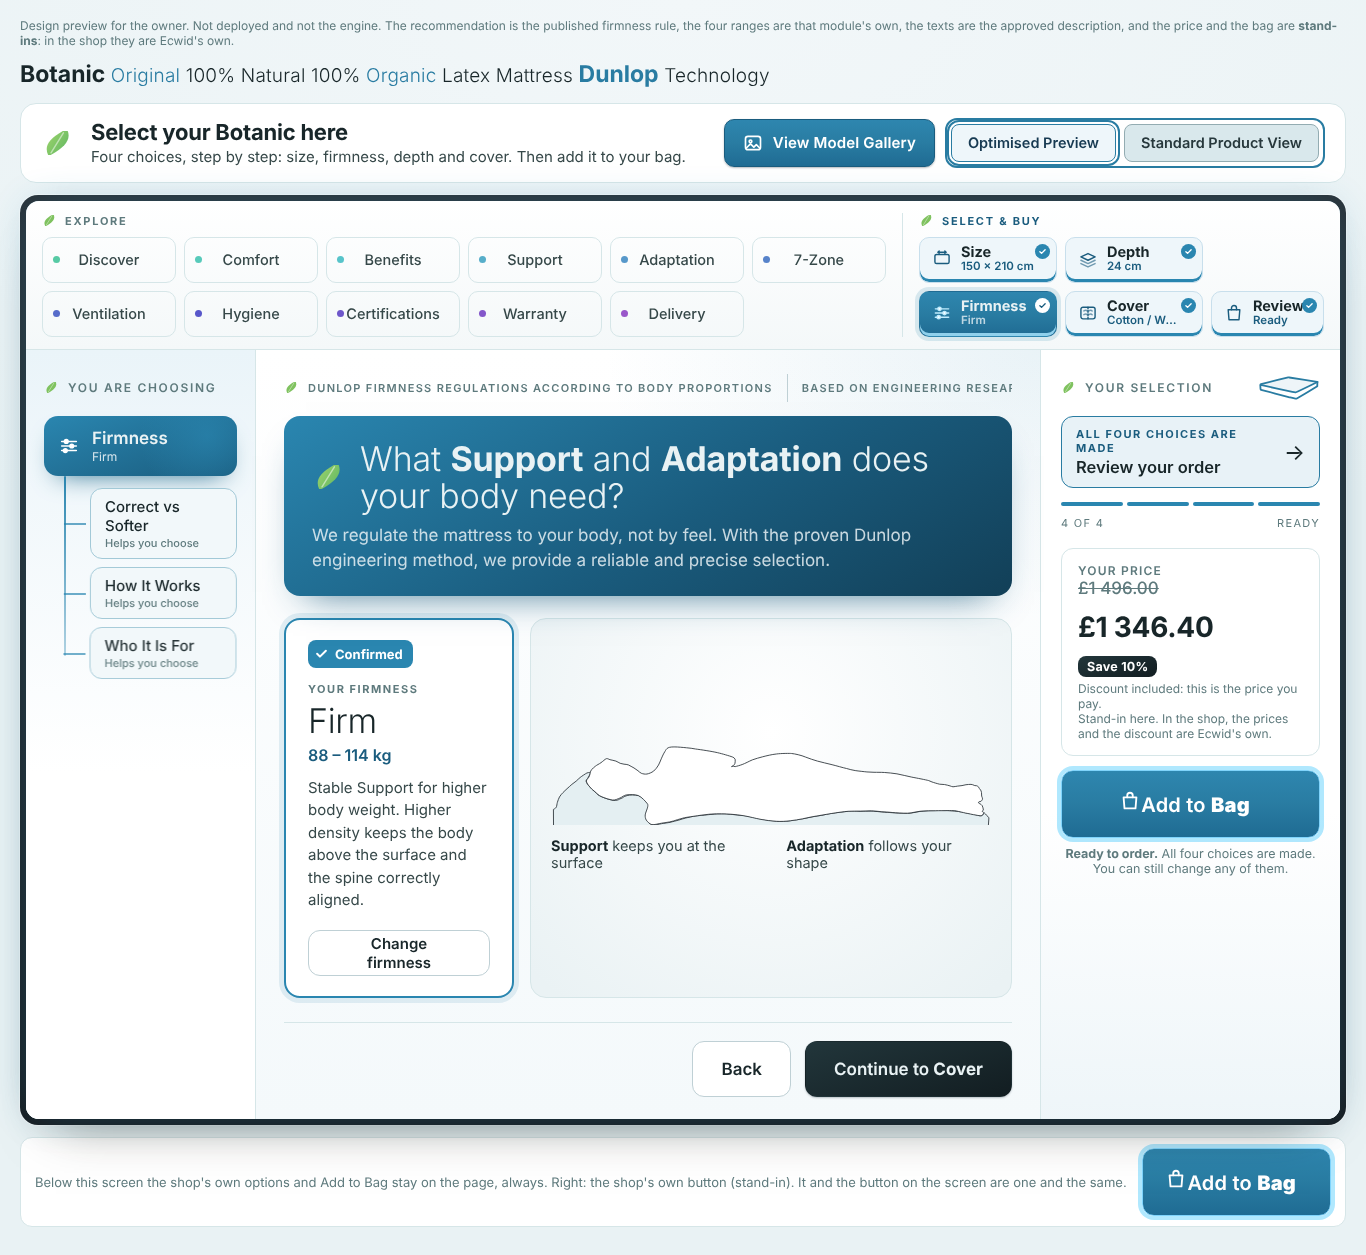 Design preview for the owner. Not deployed and not the engine. The recommendation is the published firmness rule, the four ranges are that module's own, the texts are the approved description, and the price and the bag are stand-
ins: in the shop they are Ecwid's own.
Botanic Original 100% Natural 100% Organic Latex Mattress Dunlop Technology
Select your Botanic here
Four choices, step by step: size, firmness, depth and cover. Then add it to your bag.
View Model Gallery
Optimised Preview
Standard Product View
EXPLORE
Discover
Comfort
Benefits
Support
Adaptation
7-Zone
Ventilation
Hygiene
Certifications
Warranty
Delivery
SELECT & BUY
Size
150 × 210 cm
Depth
24 cm
Firmness
Firm
Cover
Cotton / W...
Review
Ready
YOU ARE CHOOSING
Firmness
Firm
Correct vs
Softer
Helps you choose
How It Works
Helps you choose
Who It Is For
Helps you choose
DUNLOP FIRMNESS REGULATIONS ACCORDING TO BODY PROPORTIONS
BASED ON ENGINEERING
What Support and Adaptation does
your body need?
We regulate the mattress to your body, not by feel. With the proven Dunlop
engineering method, we provide a reliable and precise selection.
Confirmed
YOUR FIRMNESS
Firm
88 – 114 kg
Stable Support for higher
body weight. Higher
density keeps the body
above the surface and
the spine correctly
aligned.
Change
firmness
Support keeps you at the
surface
Adaptation follows your
shape
Back
Continue to Cover
YOUR SELECTION
ALL FOUR CHOICES ARE
MADE
Review your order
4 OF 4
READY
YOUR PRICE
£1 496.00
£1 346.40
Save 10%
Discount included: this is the price you
pay.
Stand-in here. In the shop, the prices
and the discount are Ecwid's own.
Add to Bag
Ready to order. All four choices are made.
You can still change any of them.
Below this screen the shop's own options and Add to Bag stay on the page, always. Right: the shop's own button (stand-in). It and the button on the screen are one and the same.
Add to Bag